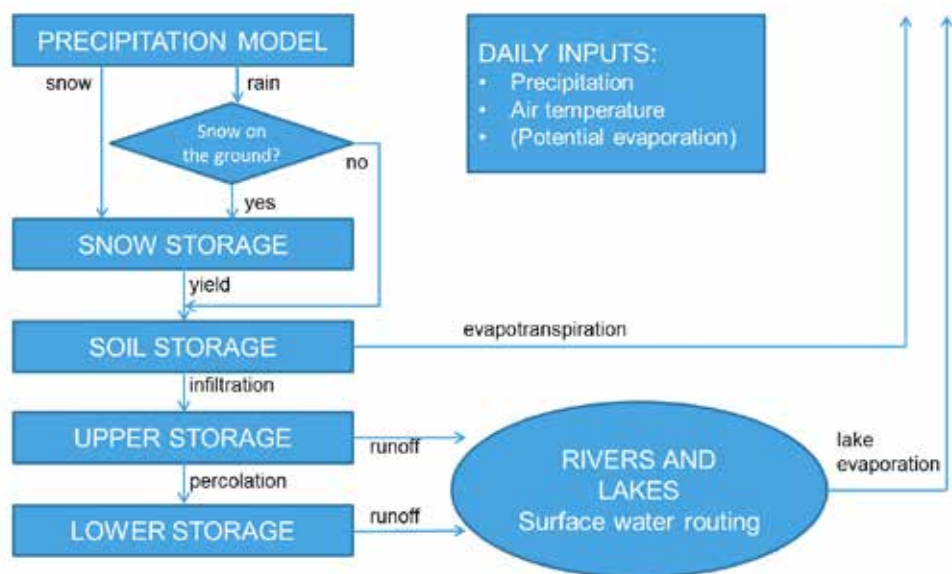 PRECIPITATION MODEL
snow
rain
Snow on
the ground?
no
yes
SNOW STORAGE
yield
SOIL STORAGE
evapotranspiration
infiltration
UPPER STORAGE
runoff
percolation
LOWER STORAGE
runoff
DAILY INPUTS:
• Precipitation
• Air temperature
• (Potential evaporation)
RIVERS AND
LAKES
Surface water routing
lake
evaporation